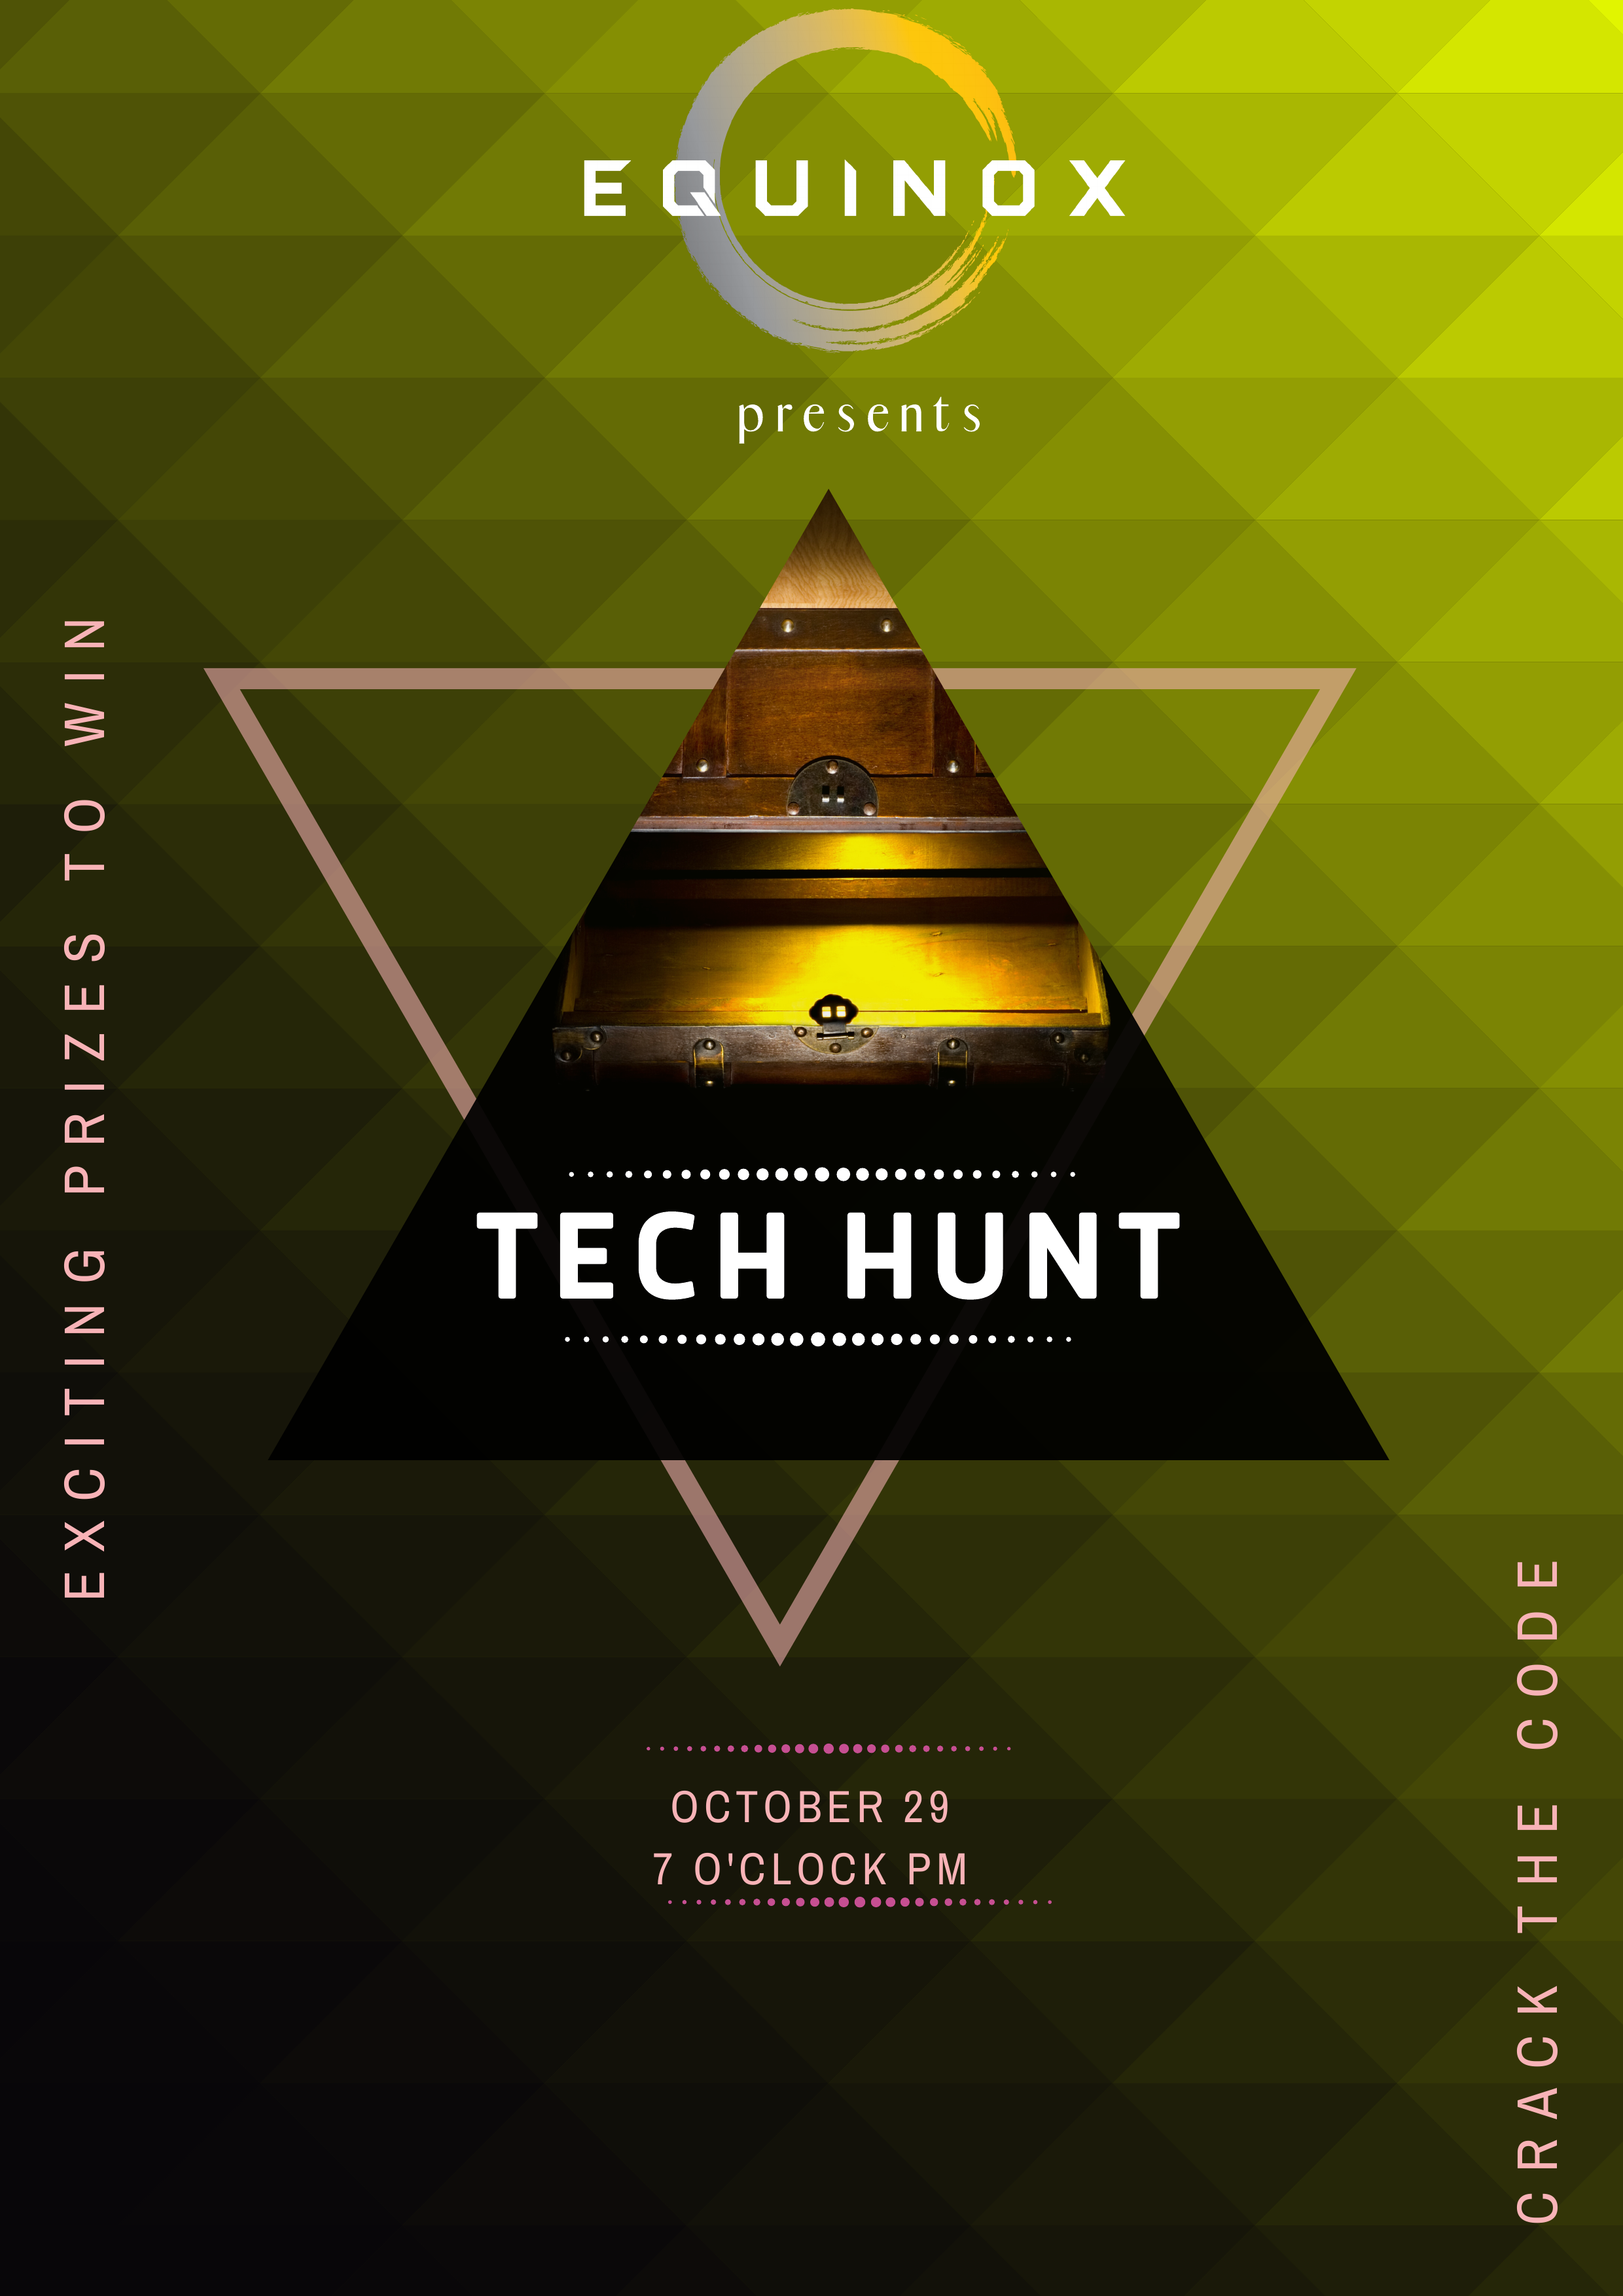 EQUINOX
presents
EXCITING PRIZES TO WIN
TECH HUNT
OCTOBER 29
7 O'CLOCK PM
CRACK THE CODE